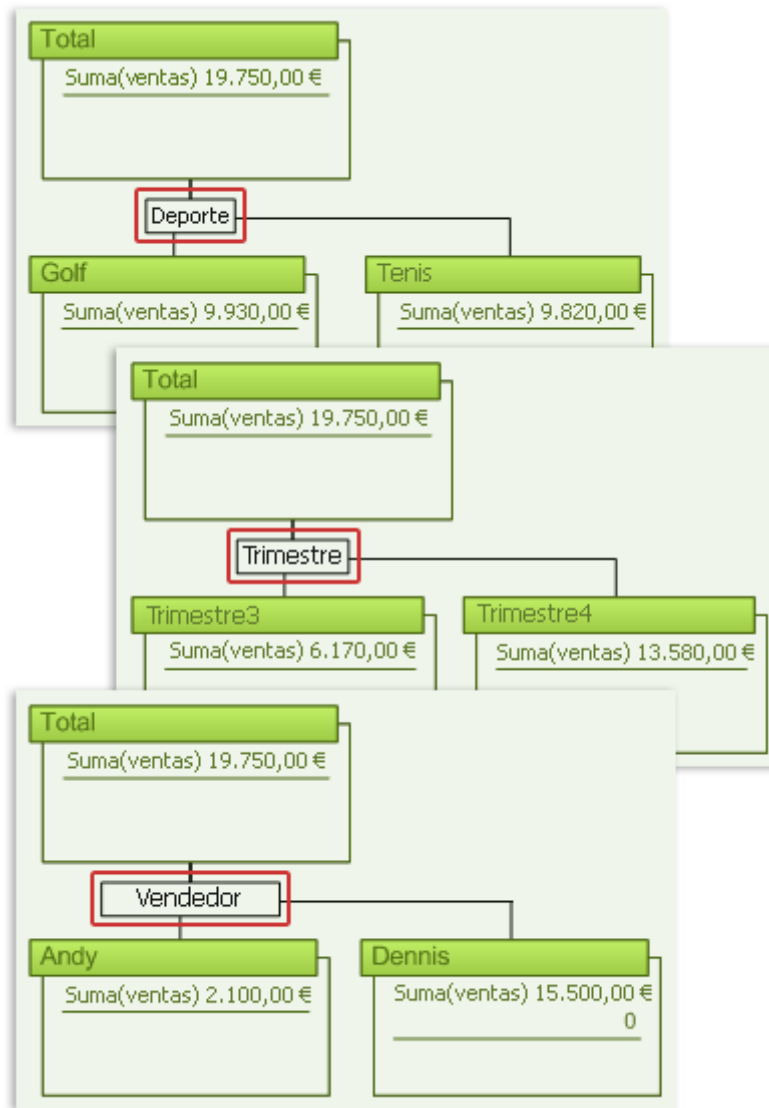 Total
Suma(ventas) 19.750,00 €
Deporte
Golf
Tenis
Suma(ventas) 9.930,00 €
Suma(ventas) 9.820,00 €
Total
Suma(ventas) 19.750,00 €
Trimestre
Trimestre3
Trimestre4
Suma(ventas) 6.170,00 €
Suma(ventas) 13.580,00 €
Total
Suma(ventas) 19.750,00 €
Vendedor
Andy
Dennis
Suma(ventas) 2.100,00 €
Suma(ventas) 15.500,00 €
0